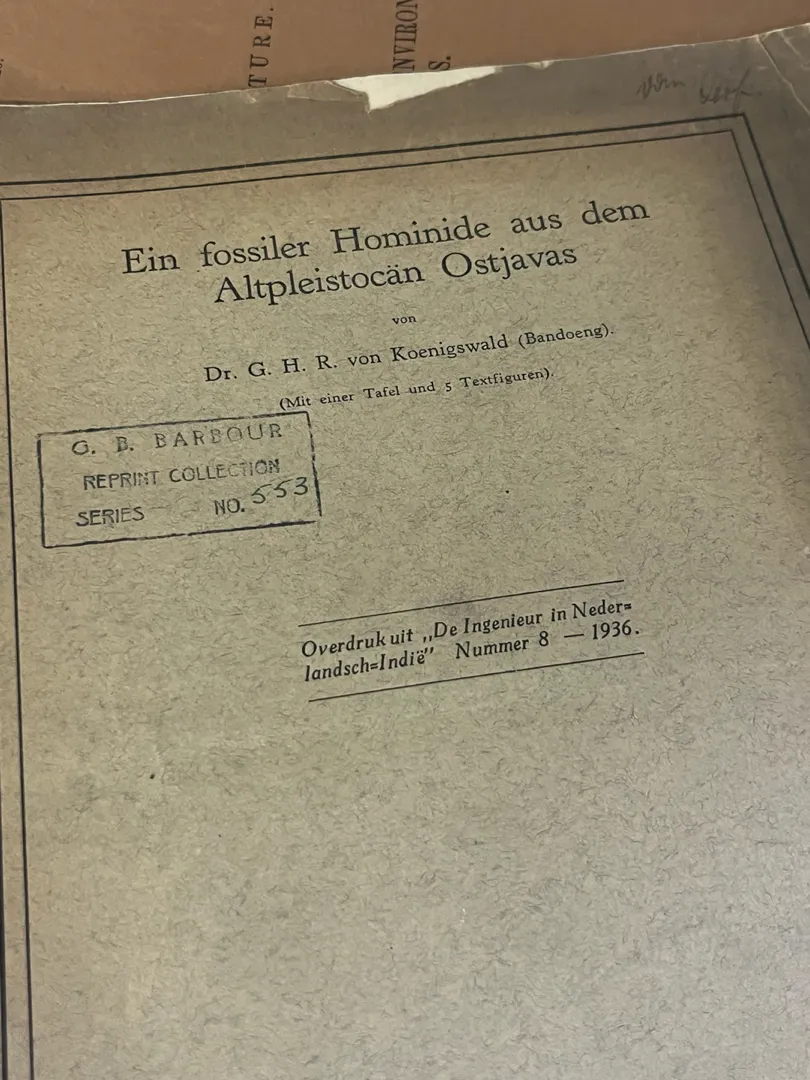 TURE.
NVIRON
S.
vom
Ein fossiler Hominide aus dem
Altpleistocän Ostjavas
von
Dr. G. H. R. von Koenigswald (Bandoeng).
(Mit einer Tafel und 5 Textfiguren).
G. B. BARBOUR
REPRINT COLLECTION
SERIES NO. 553
Overdruk uit „De Ingenieur in Neder=
landsch=Indië” Nummer 8 — 1936.